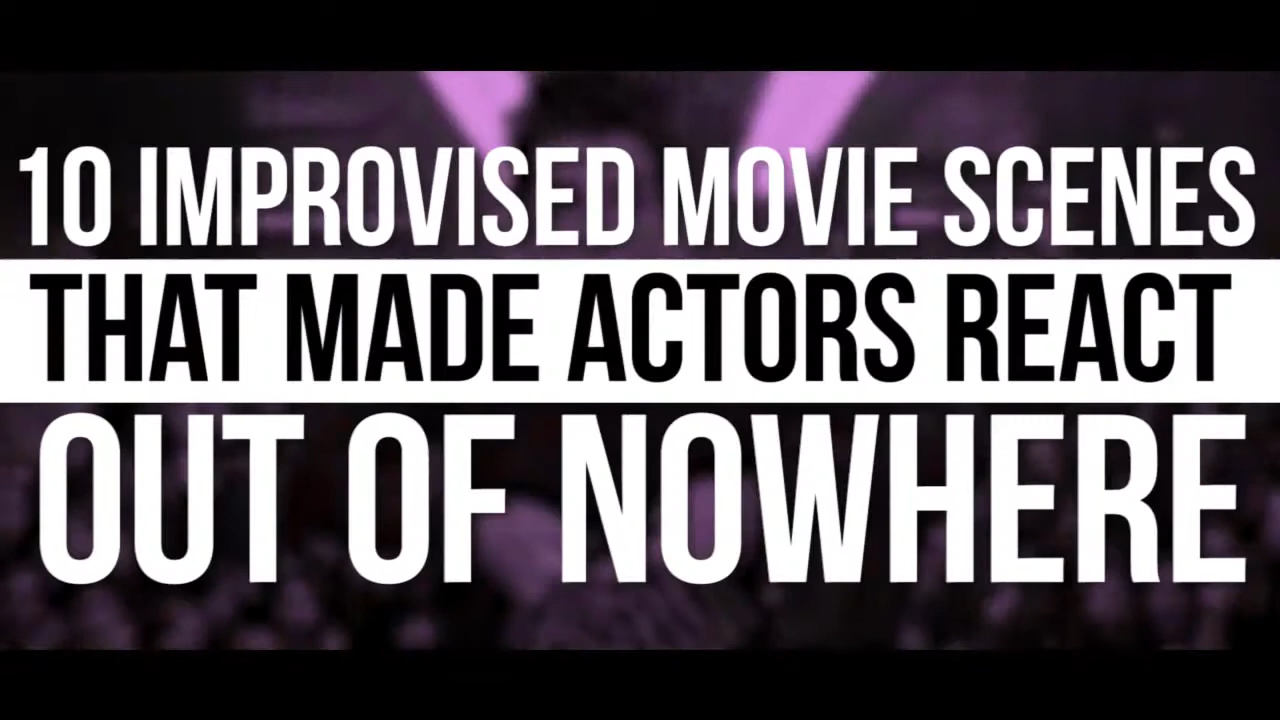 10 IMPROVISED MOVIE SCENES
THAT MADE ACTORS REACT
OUT OF NOWHERE